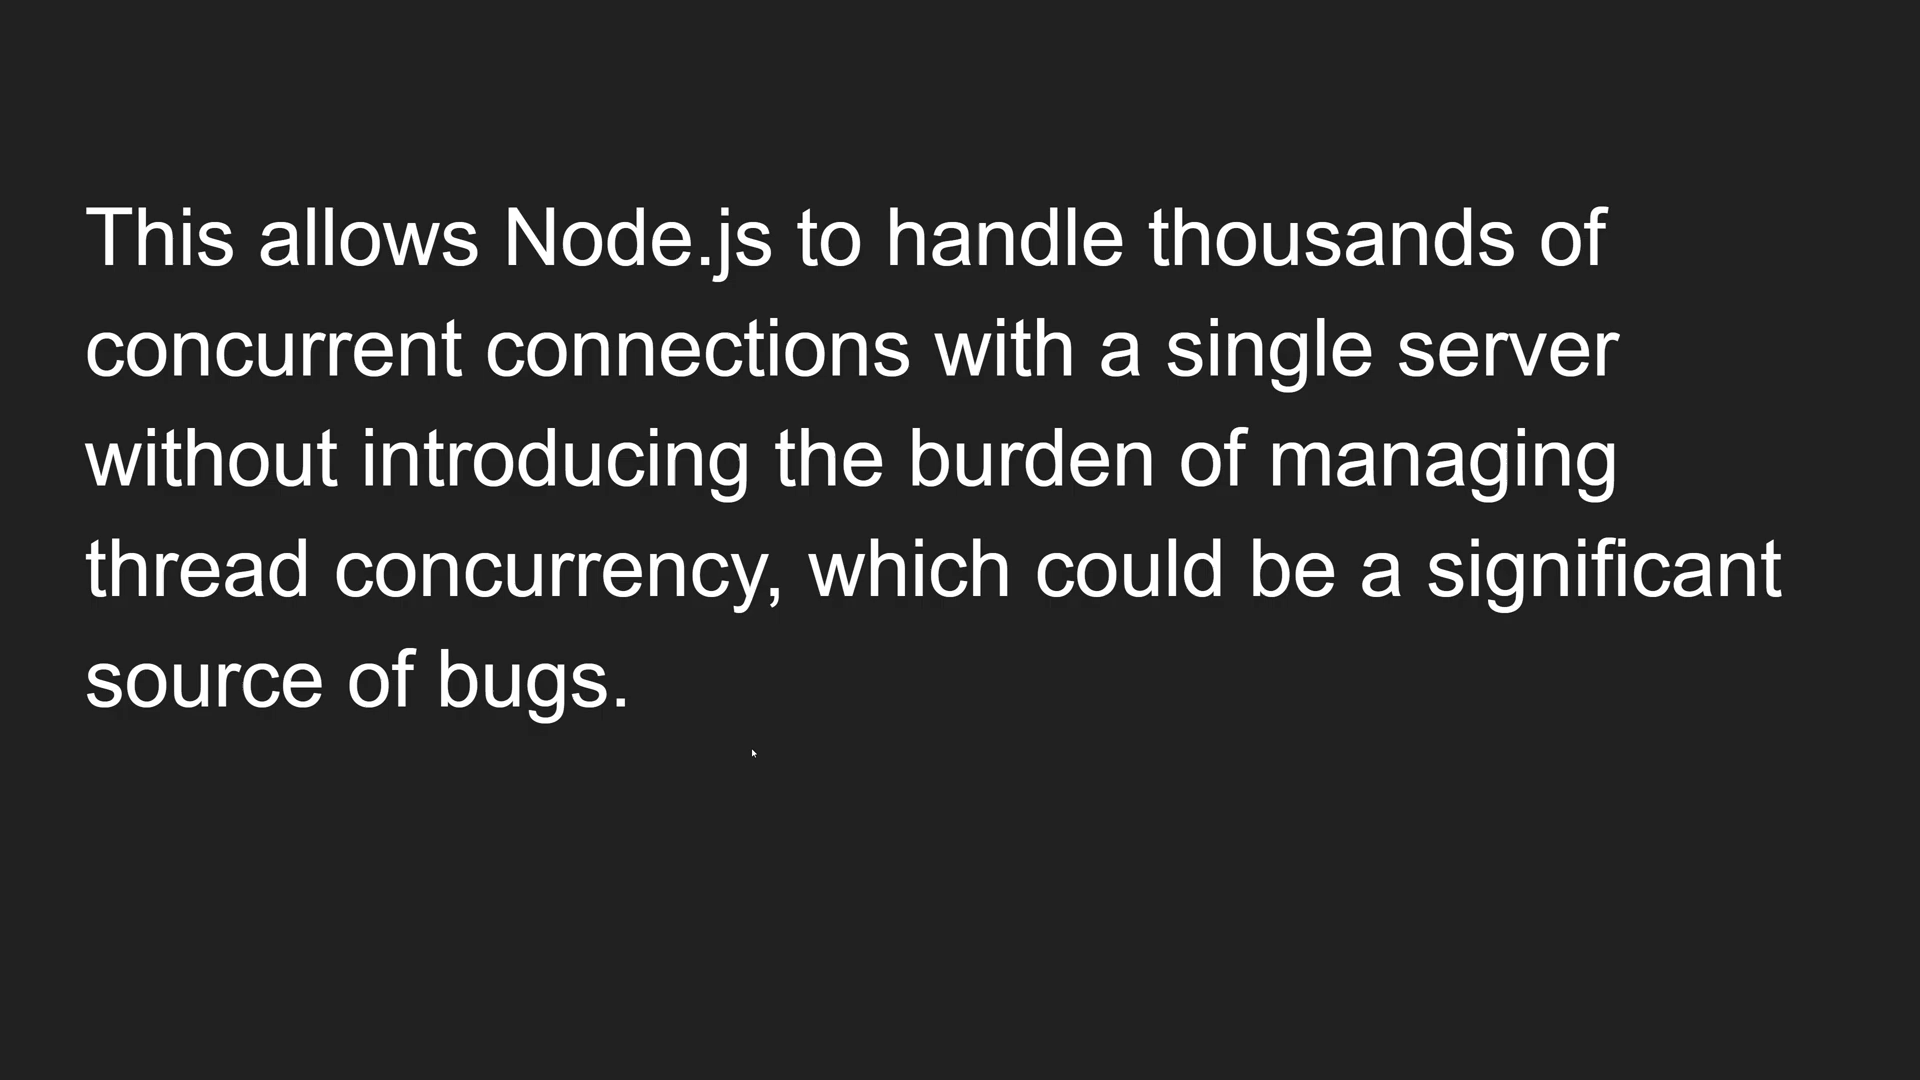 This allows Node.js to handle thousands of
concurrent connections with a single server
without introducing the burden of managing
thread concurrency, which could be a significant
source of bugs.